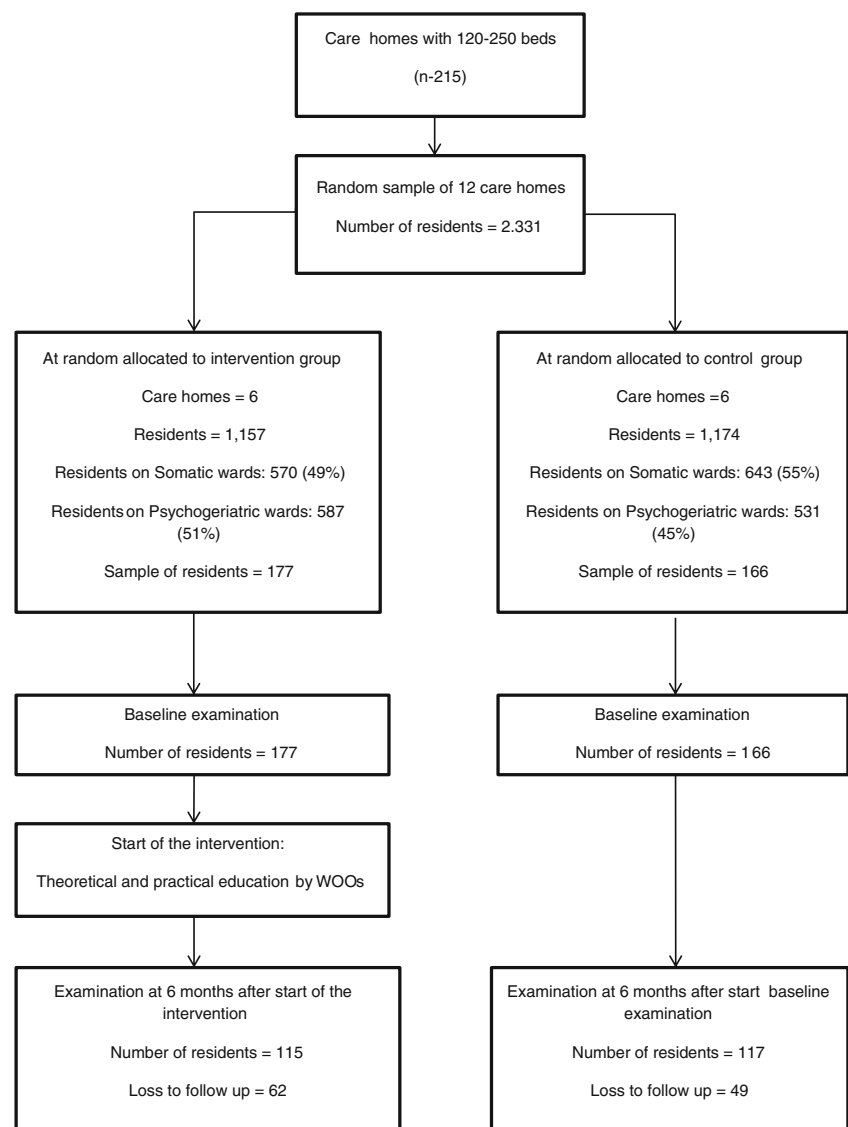 Care homes with 120-250 beds
(n-215)
Random sample of 12 care homes
Number of residents = 2.331
At random allocated to intervention group
Care homes = 6
Residents = 1,157
Residents on Somatic wards: 570 (49%)
Residents on Psychogeriatric wards: 587
(51%)
Sample of residents = 177
At random allocated to control group
Care homes =6
Residents = 1,174
Residents on Somatic wards: 643 (55%)
Residents on Psychogeriatric wards: 531
(45%)
Sample of residents = 166
Baseline examination
Number of residents = 177
Baseline examination
Number of residents = 166
Start of the intervention:
Theoretical and practical education by WOOs
Examination at 6 months after start of the
intervention
Number of residents = 115
Loss to follow up = 62
Examination at 6 months after start baseline
examination
Number of residents = 117
Loss to follow up = 49